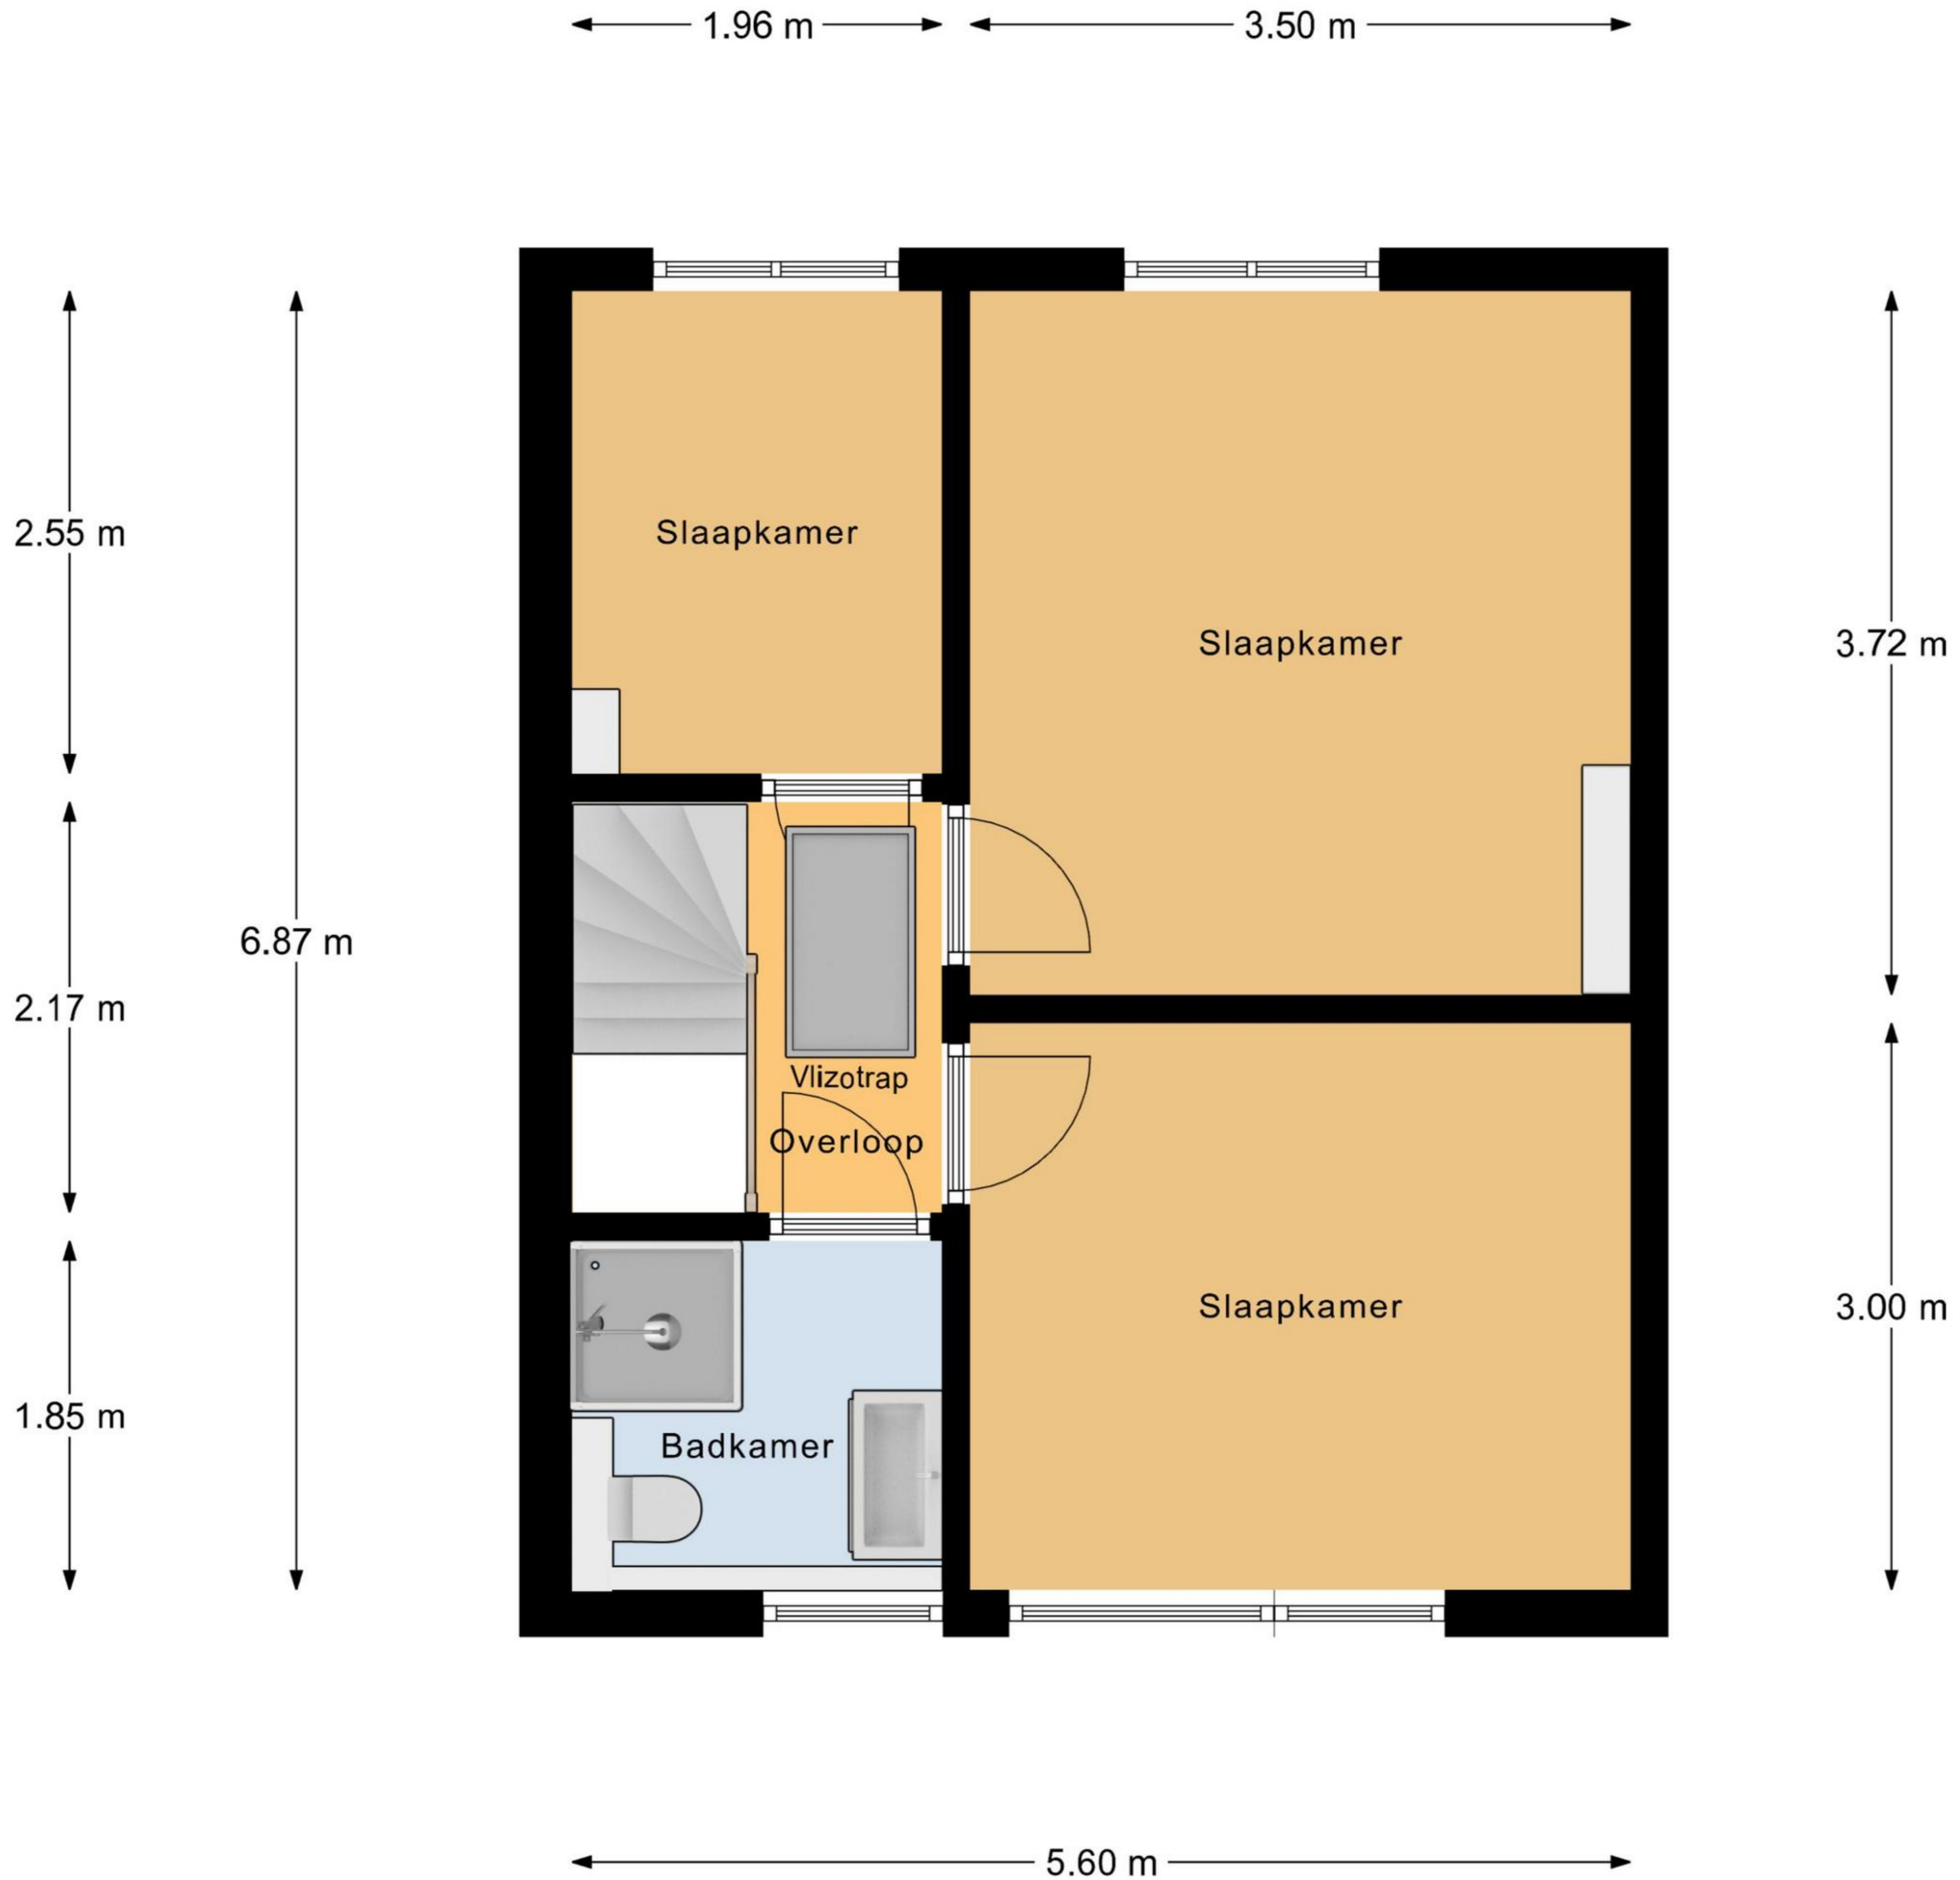 1.96 m
3.50 m
2.55 m
Slaapkamer
Slaapkamer
3.72 m
6.87 m
2.17 m
Vlizotrap
Overloop
Slaapkamer
3.00 m
1.85 m
Badkamer
5.60 m